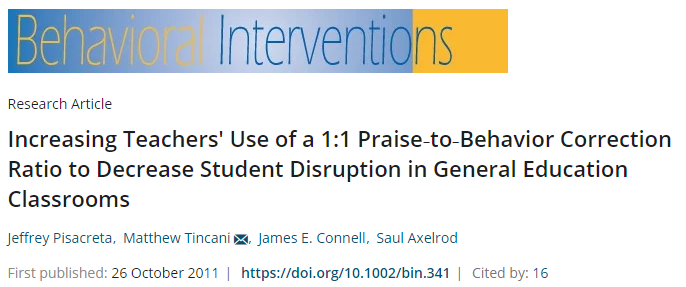 Behavioral Interventions
Research Article
Increasing Teachers' Use of a 1:1 Praise-to-Behavior Correction
Ratio to Decrease Student Disruption in General Education
Classrooms
Jeffrey Pisacreta, Matthew Tincani, James E. Connell, Saul Axelrod
First published: 26 October 2011 | https://doi.org/10.1002/bin.341 | Cited by: 16